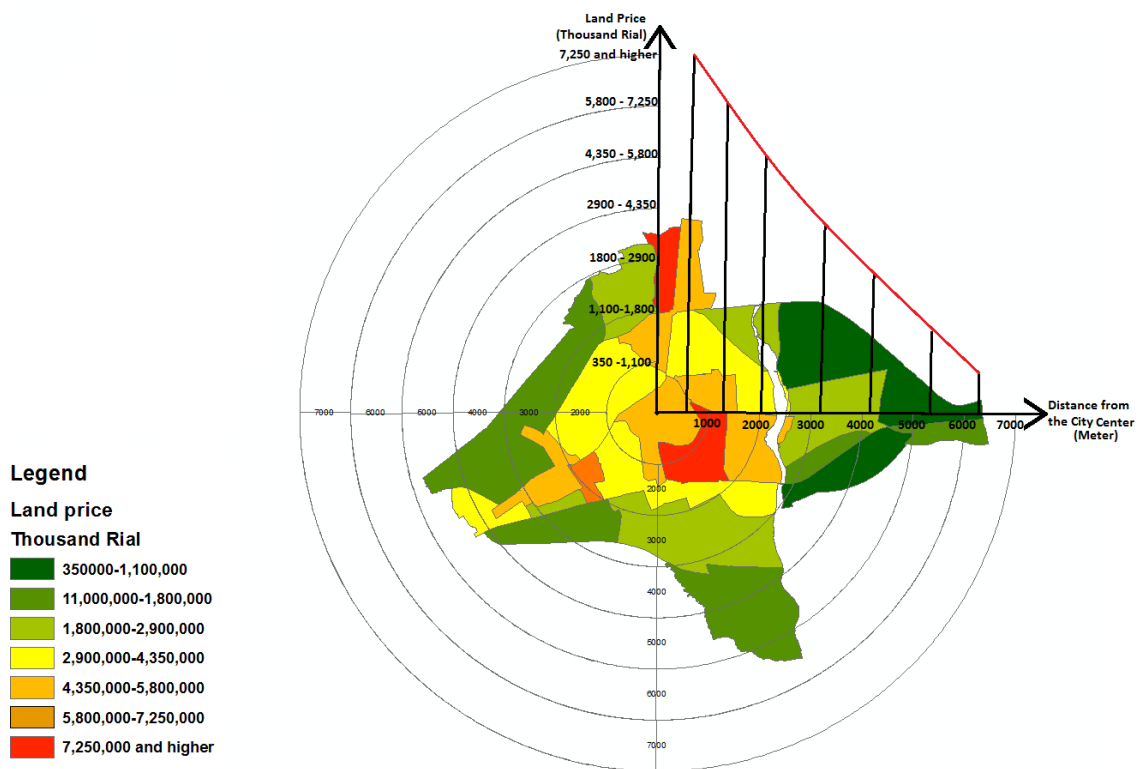 Land Price
(Thousand Rial)
7,250 and higher
5,800 - 7,250
4,350 - 5,800
2900 - 4,350
1800 - 2900
1,100-1,800
350 -1,100
7000
6000
5000
4000
3000
2000
1000
2000
3000
4000
5000
6000
7000
Distance from
the City Center
(Meter)
2000
3000
4000
5000
6000
7000
Legend
Land price
Thousand Rial
350000-1,100,000
11,000,000-1,800,000
1,800,000-2,900,000
2,900,000-4,350,000
4,350,000-5,800,000
5,800,000-7,250,000
7,250,000 and higher